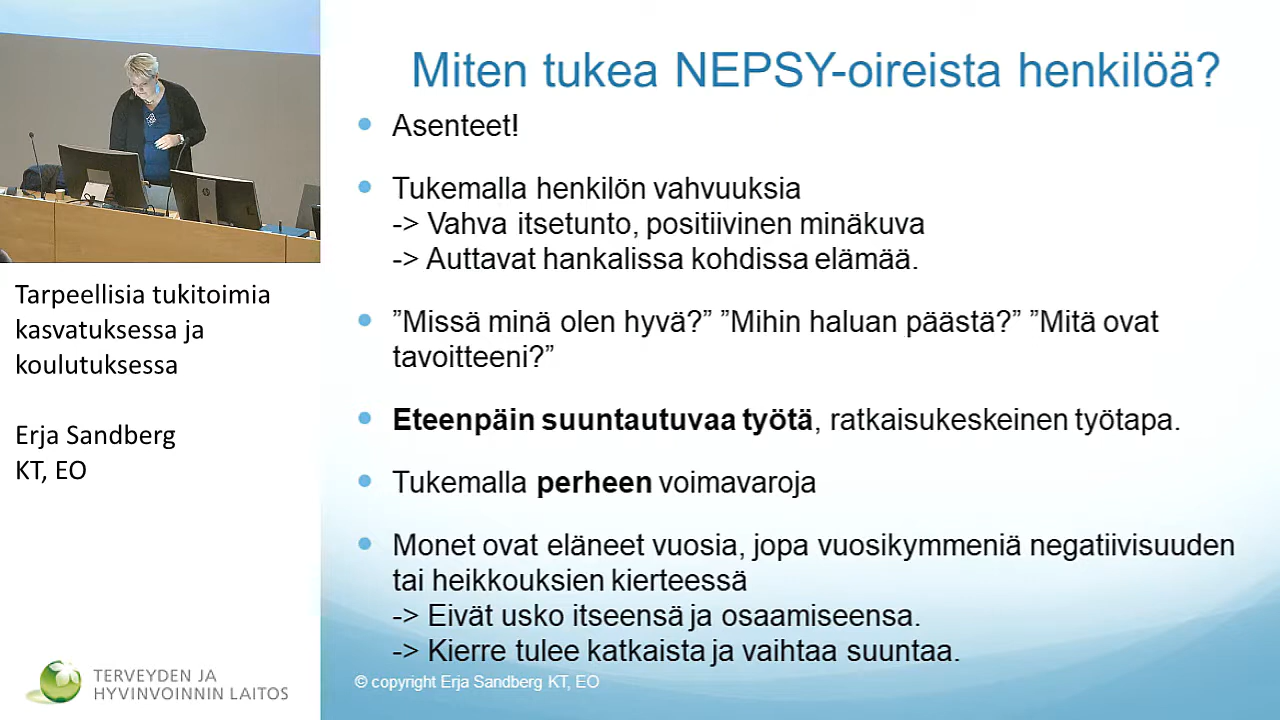 Miten tukea NEPSY-oireista henkilöä?
Asenteet!
Tukemalla henkilön vahvuuksia
-> Vahva itsetunto, positiivinen minäkuva
-> Auttavat hankalissa kohdissa elämää.
”Missä minä olen hyvä?” ”Mihin haluan päästä?” ”Mitä ovat
tavoitteeni?”
Eteenpäin suuntautuvaa työtä, ratkaisukeskeinen työtapa.
Tukemalla perheen voimavaroja
Monet ovat eläneet vuosia, jopa vuosikymmeniä negatiivisuuden
tai heikkouksien kierteessä
-> Eivät usko itseensä ja osaamiseensa.
-> Kierre tulee katkaista ja vaihtaa suuntaa.
© copyright Erja Sandberg KT, EO
Tarpeellisia tukitoimia
kasvatuksessa ja
koulutuksessa
Erja Sandberg
KT, EO
TERVEYDEN JA
HYVINVOINNIN LAITOS